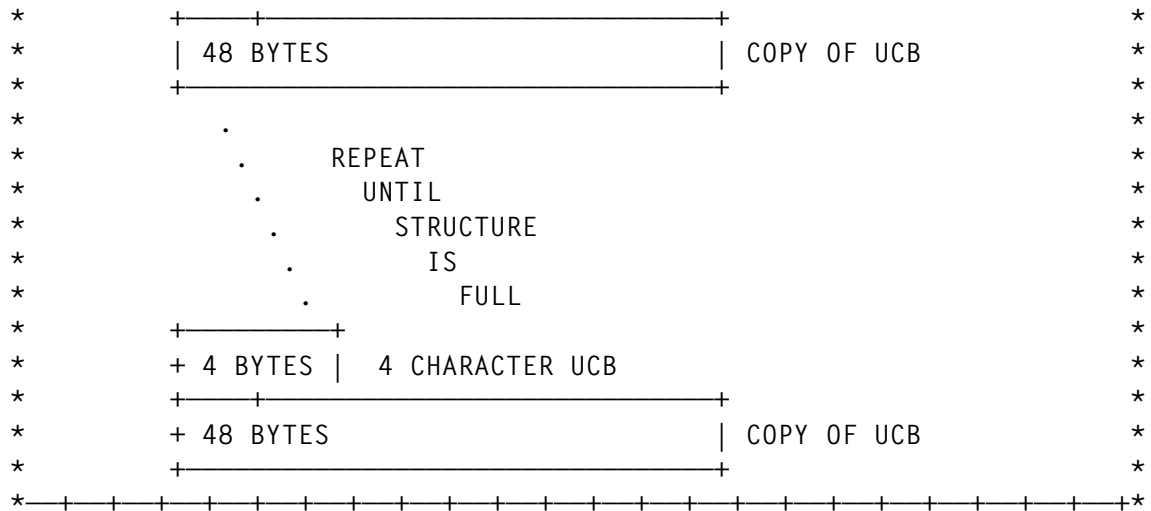 * +————+————————————————————————————+ *
* | 48 BYTES | COPY OF UCB *
* +—————————————————————————————————+ *
* . *
* . REPEAT *
* . UNTIL *
* . STRUCTURE *
* . IS *
* . FULL *
* +—————————+ *
* + 4 BYTES | 4 CHARACTER UCB *
* +————+————————————————————————————+ *
* + 48 BYTES | COPY OF UCB *
* +—————————————————————————————————+ *
*——+——+——+——+——+——+——+——+——+——+——+——+——+——+——+——+——+——+——+——+——+——+——+*